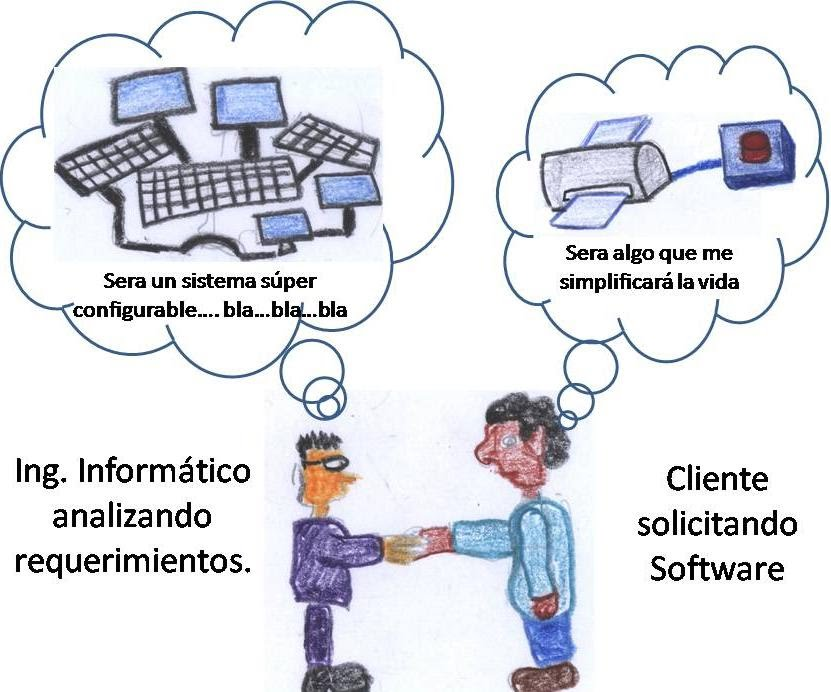 Sera un sistema súper
configurable.... bla...bla...bla
Sera algo que me
simplificará la vida
Ing. Informático
analizando
requerimientos.
Cliente
solicitando
Software